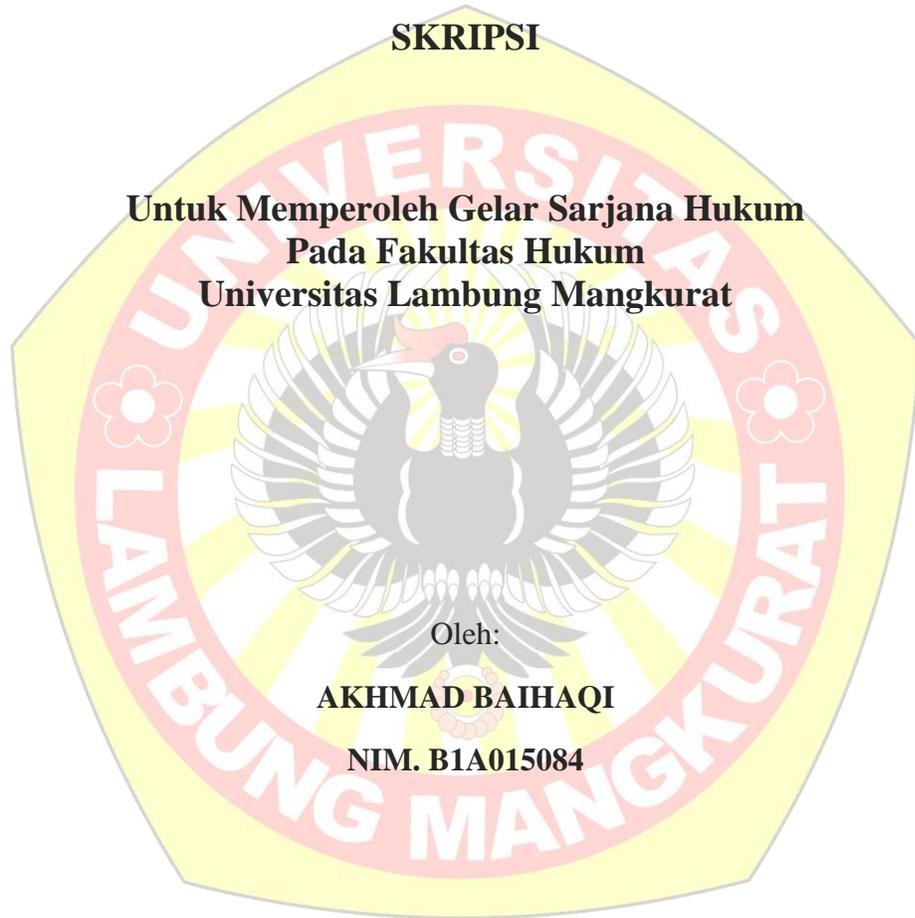 SKRIPSI
Untuk Memperoleh Gelar Sarjana Hukum
Pada Fakultas Hukum
Universitas Lambung Mangkurat
UNIVERSITAS
LAMBUNG MANGKURAT
Oleh:
AKHMAD BAIHAQI
NIM. B1A015084